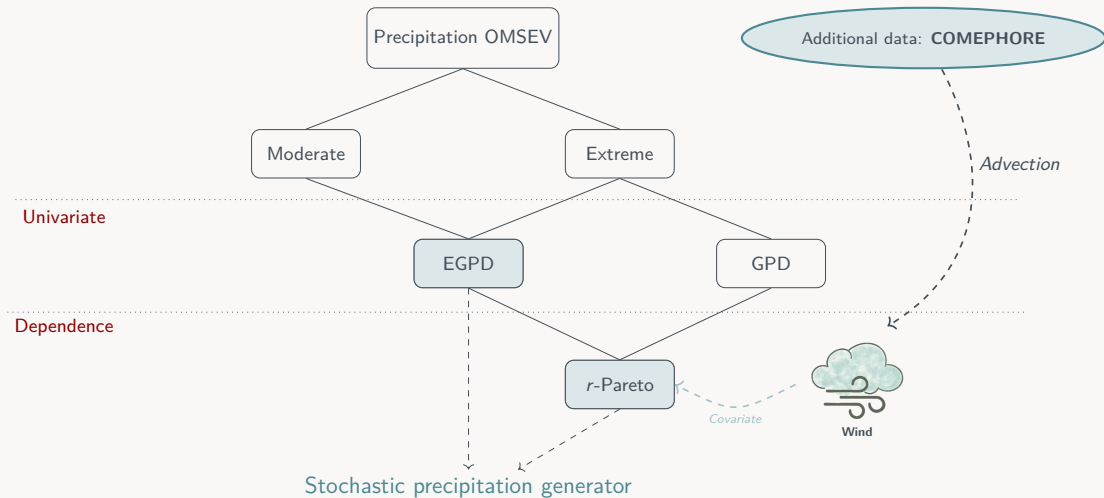 Precipitation OMSEV
Additional data: COMEPHORE
Moderate
Extreme
Advection
Univariate
EGPD
GPD
Dependence
r-Pareto
Covariate
Wind
Stochastic precipitation generator